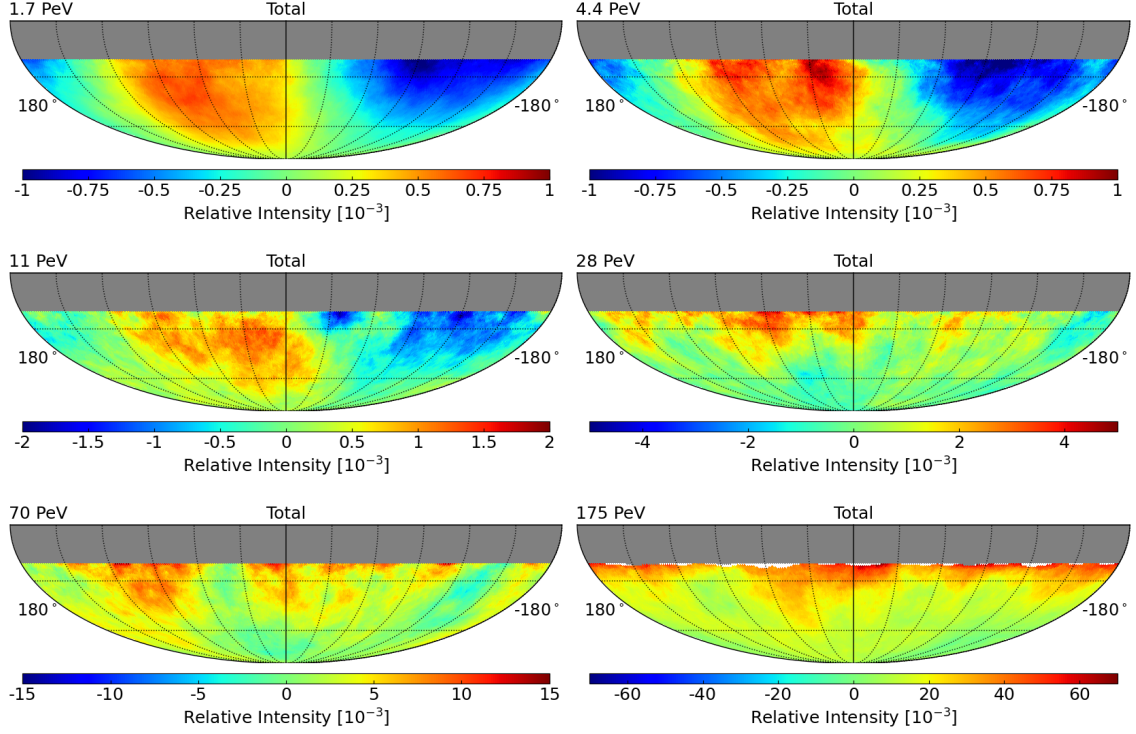 1.7 PeV Total
180° -180°
-1 -0.75 -0.5 -0.25 0 0.25 0.5 0.75 1
Relative Intensity [10⁻³]
4.4 PeV Total
180° -180°
-1 -0.75 -0.5 -0.25 0 0.25 0.5 0.75 1
Relative Intensity [10⁻³]
11 PeV Total
180° -180°
-2 -1.5 -1 -0.5 0 0.5 1 1.5 2
Relative Intensity [10⁻³]
28 PeV Total
180° -180°
-4 -2 0 2 4
Relative Intensity [10⁻³]
70 PeV Total
180° -180°
-15 -10 -5 0 5 10 15
Relative Intensity [10⁻³]
175 PeV Total
180° -180°
-60 -40 -20 0 20 40 60
Relative Intensity [10⁻³]